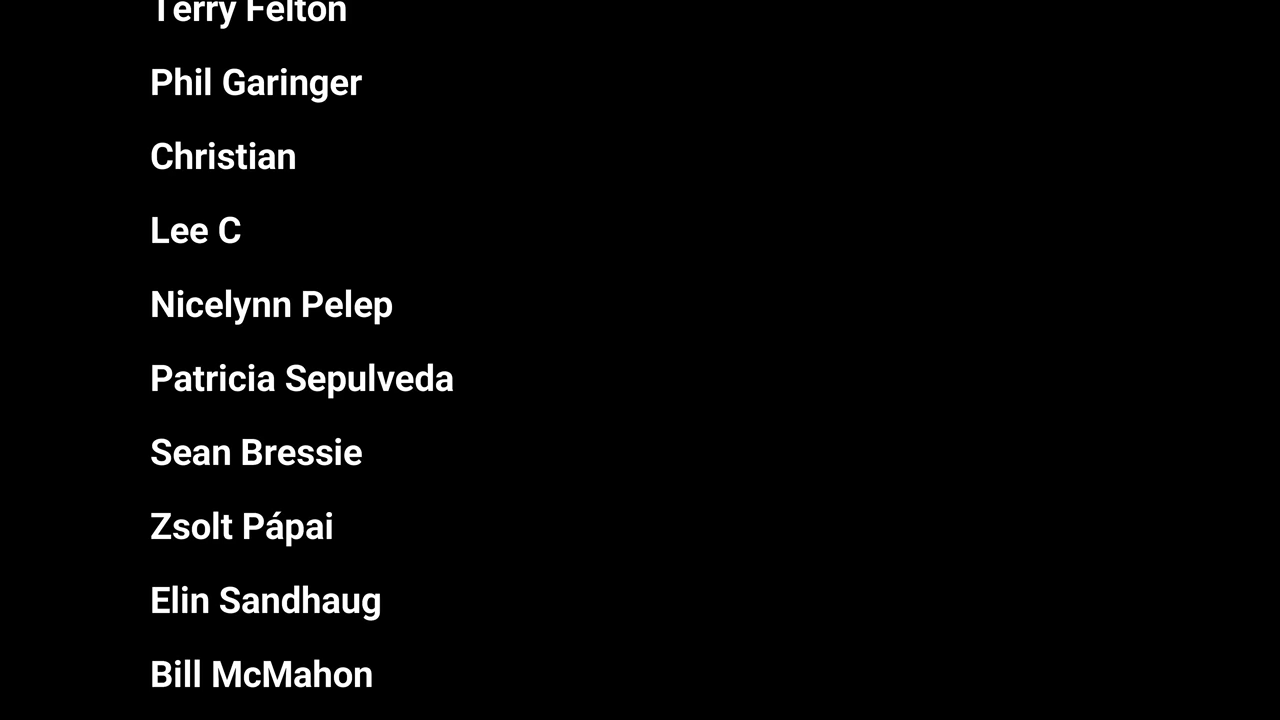 Terry Felton
Phil Garinger
Christian
Lee C
Nicelynn Pelep
Patricia Sepulveda
Sean Bressie
Zsolt Pápai
Elin Sandhaug
Bill McMahon